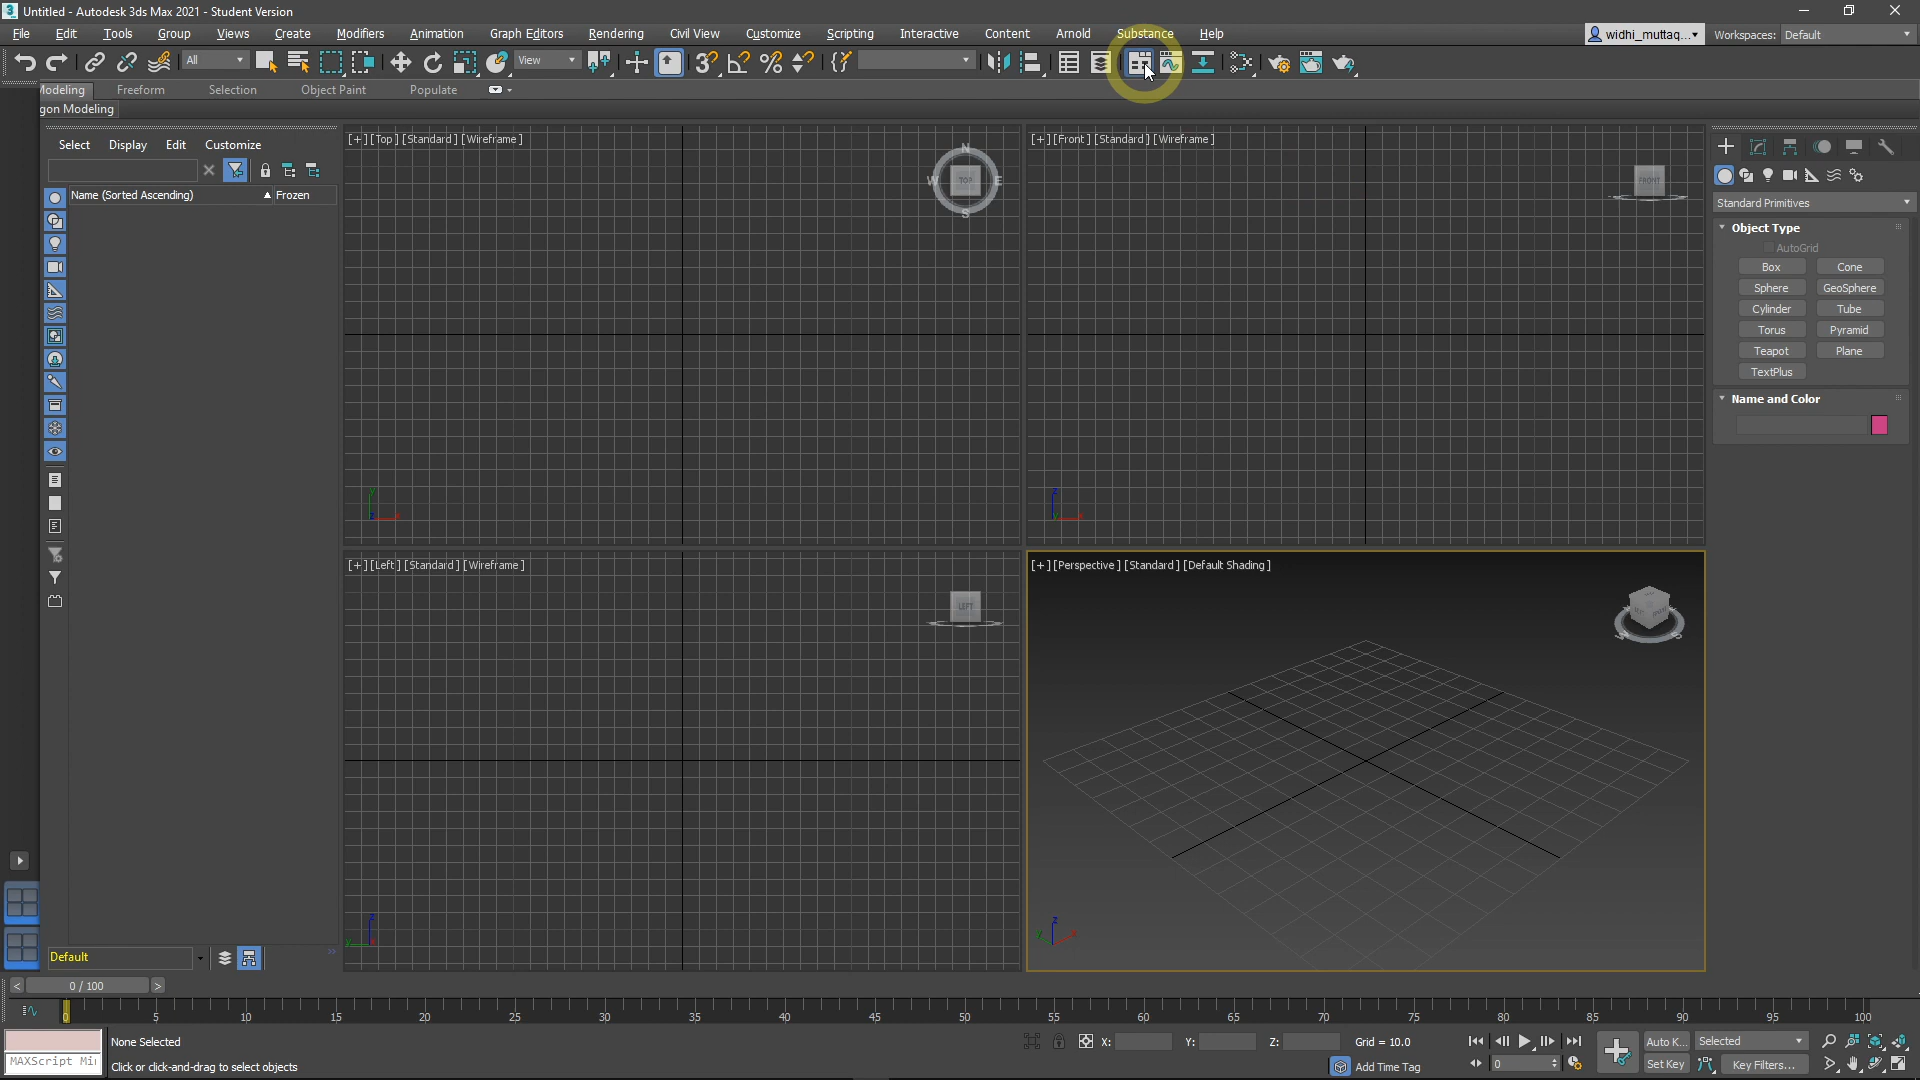 Untitled - Autodesk 3ds Max 2021 - Student Version
File Edit Tools Group Views Create Modifiers Animation Graph Editors Rendering Civil View Customize Scripting Interactive Content Arnold Substance Help
widhi_muttaq...
Workspaces: Default
All
View
odeling Freeform Selection Object Paint Populate
gon Modeling
Select Display Edit Customize
Name (Sorted Ascending) Frozen
[+] [Top] [Standard] [Wireframe]
N
W TOP E
S
[+] [Front] [Standard] [Wireframe]
FRONT
Standard Primitives
Object Type
AutoGrid
Box Cone
Sphere GeoSphere
Cylinder Tube
Torus Pyramid
Teapot Plane
TextPlus
Name and Color
y
z x
z
y x
[+] [Left] [Standard] [Wireframe]
LEFT
z
y x
[+] [Perspective] [Standard] [Default Shading]
W S
z
y x
Default
< 0 / 100 >
0 5 10 15 20 25 30 35 40 45 50 55 60 65 70 75 80 85 90 95 100
MAXScript Mi
None Selected
Click or click-and-drag to select objects
X: Y: Z: Grid = 10.0
Add Time Tag
0
Auto K... Selected
Set Key Key Filters...